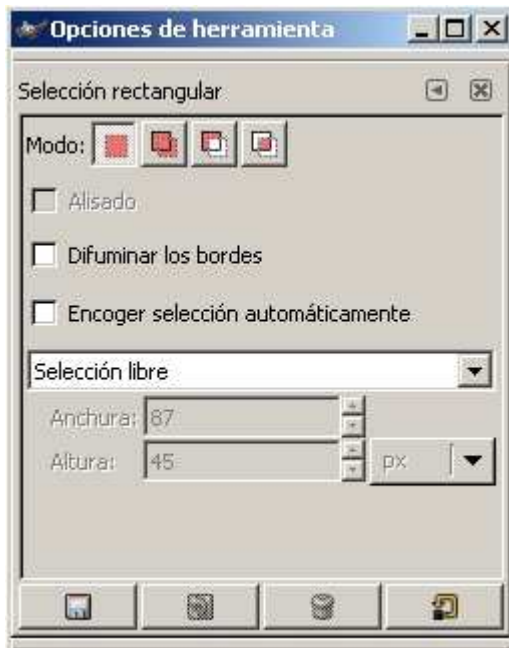 Opciones de herramienta
Selección rectangular
Modo:
Alisado
Difuminar los bordes
Encoger selección automáticamente
Selección libre
Anchura: 87
Altura: 45 px